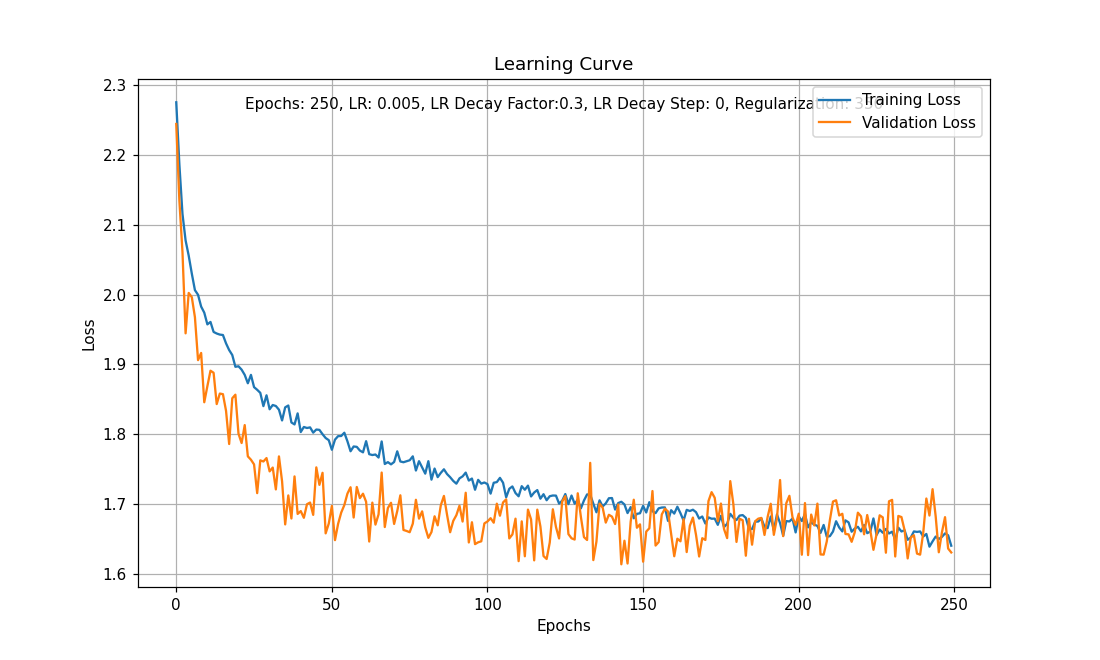 Learning Curve
Epochs: 250, LR: 0.005, LR Decay Factor:0.3, LR Decay Step: 0, Regularization: 350
Training Loss
Validation Loss
2.3
2.2
2.1
2.0
1.9
1.8
1.7
1.6
Loss
0 50 100 150 200 250
Epochs